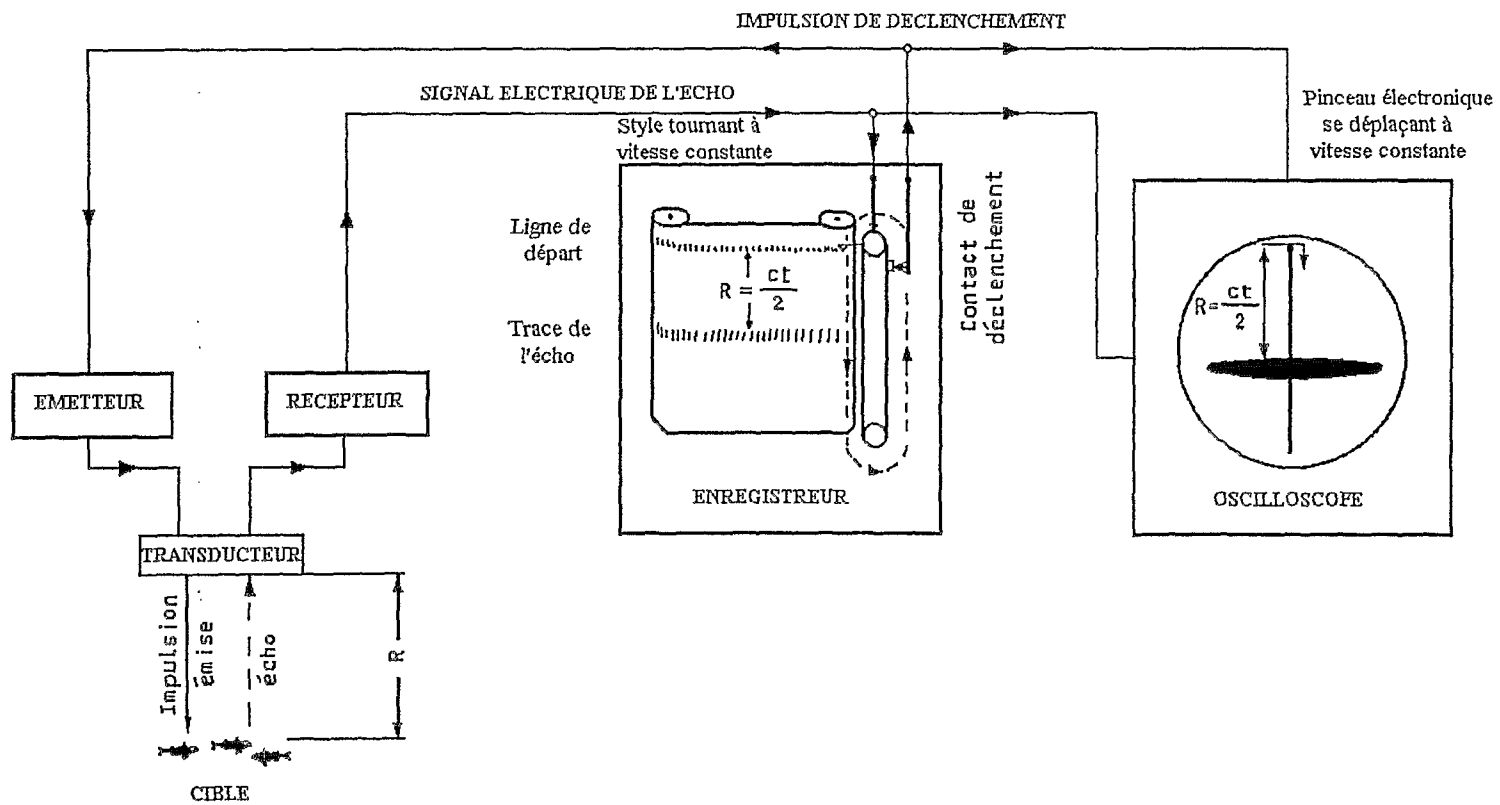 IMPULSION DE DECLENCHEMENT
SIGNAL ELECTRIQUE DE L'ECHO
Style tournant à
vitesse constante
Pinceau électronique
se déplaçant à
vitesse constante
Ligne de
départ
R = ct/2
Trace de
l'écho
Contact de
déclenchement
R = ct/2
EMETTEUR
RECEPTEUR
ENREGISTREUR
OSCILLOSCOPE
TRANSDUCTEUR
Impulsion
émise
écho
R
CIBLE